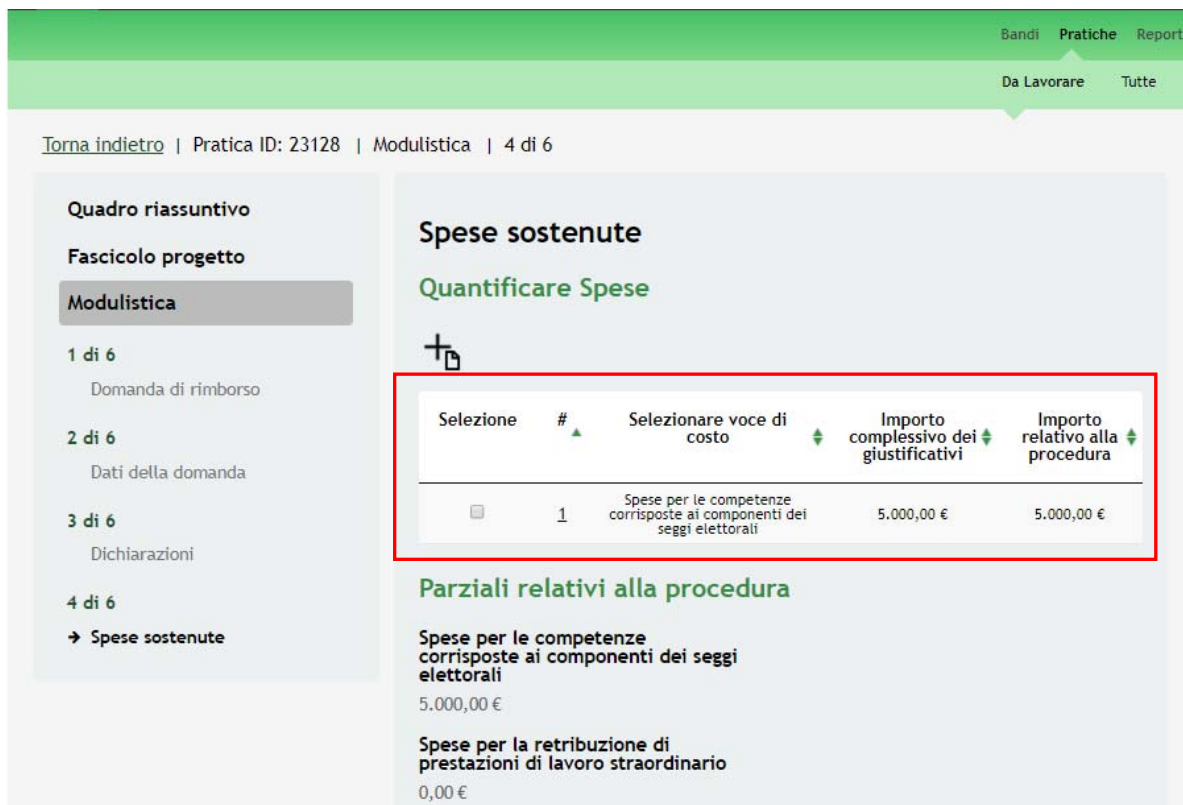 Bandi Pratiche Report
Da Lavorare Tutte
Torna indietro | Pratica ID: 23128 | Modulistica | 4 di 6
Quadro riassuntivo
Fascicolo progetto
Modulistica
1 di 6
Domanda di rimborso
2 di 6
Dati della domanda
3 di 6
Dichiarazioni
4 di 6
→ Spese sostenute
Spese sostenute
Quantificare Spese
Selezione
#
Selezionare voce di
costo
Importo
complessivo dei
giustificativi
Importo
relativo alla
procedura
1
Spese per le competenze
corrisposte ai componenti dei
seggi elettorali
5.000,00 €
5.000,00 €
Parziali relativi alla procedura
Spese per le competenze
corrisposte ai componenti dei seggi
elettorali
5.000,00 €
Spese per la retribuzione di
prestazioni di lavoro straordinario
0,00 €